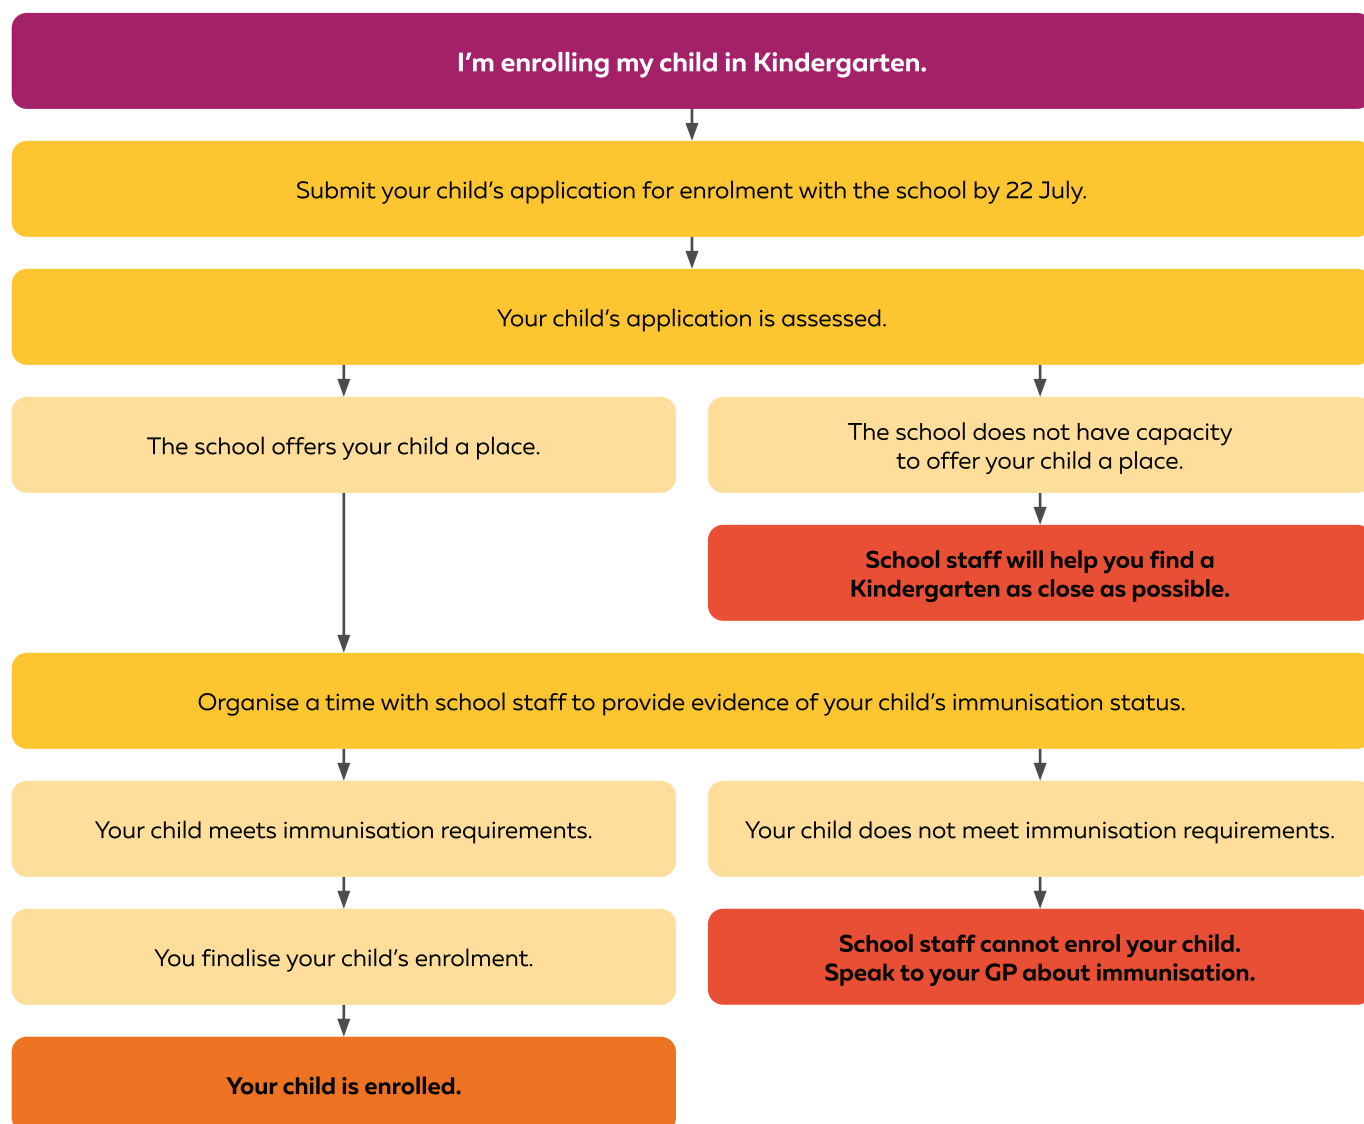 I’m enrolling my child in Kindergarten.
Submit your child’s application for enrolment with the school by 22 July.
Your child’s application is assessed.
The school offers your child a place.
The school does not have capacity
to offer your child a place.
School staff will help you find a
Kindergarten as close as possible.
Organise a time with school staff to provide evidence of your child’s immunisation status.
Your child meets immunisation requirements.
Your child does not meet immunisation requirements.
You finalise your child’s enrolment.
School staff cannot enrol your child.
Speak to your GP about immunisation.
Your child is enrolled.